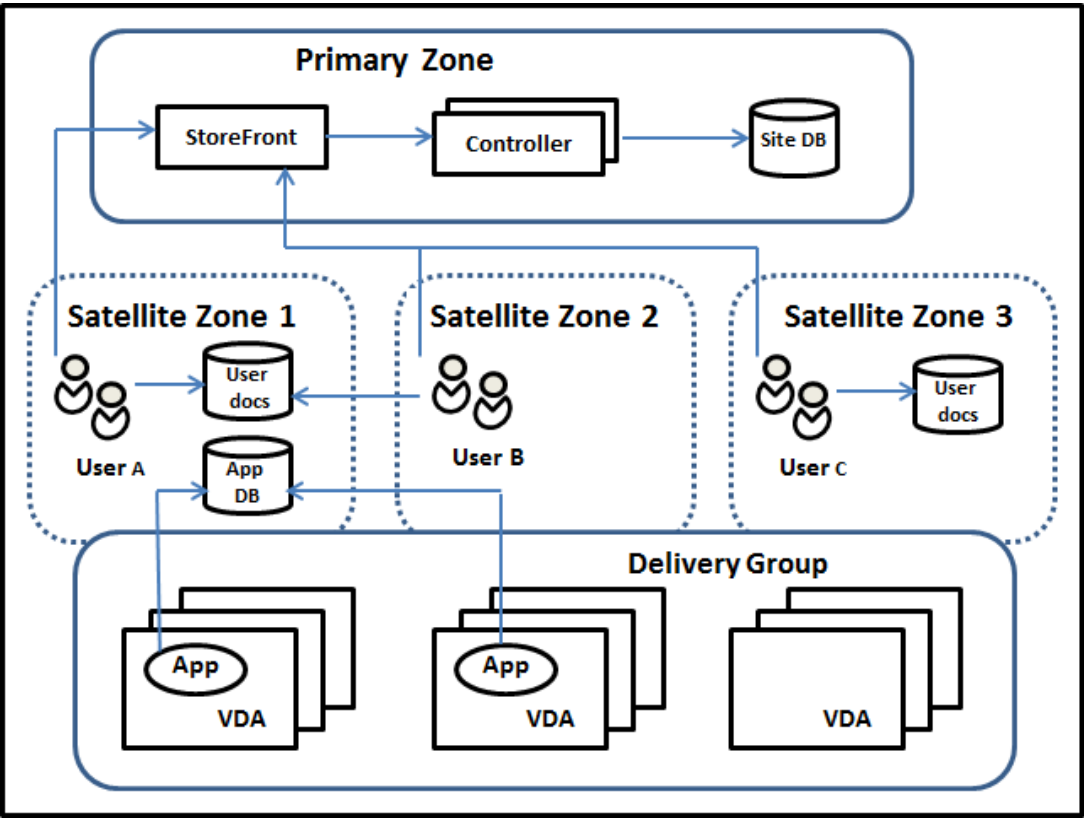 Primary Zone
StoreFront
Controller
Site DB
Satellite Zone 1
Satellite Zone 2
Satellite Zone 3
User
docs
User A
App
DB
User B
User
docs
User C
Delivery Group
App
VDA
App
VDA
VDA